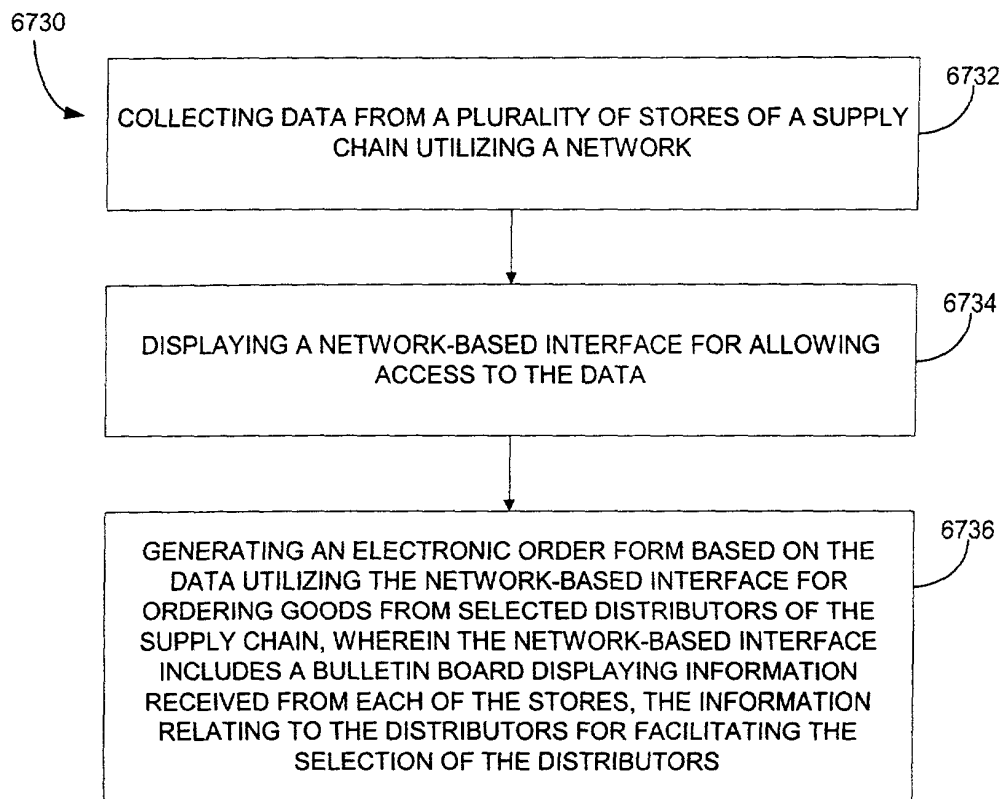 6730
6732
COLLECTING DATA FROM A PLURALITY OF STORES OF A SUPPLY
CHAIN UTILIZING A NETWORK
6734
DISPLAYING A NETWORK-BASED INTERFACE FOR ALLOWING
ACCESS TO THE DATA
6736
GENERATING AN ELECTRONIC ORDER FORM BASED ON THE
DATA UTILIZING THE NETWORK-BASED INTERFACE FOR
ORDERING GOODS FROM SELECTED DISTRIBUTORS OF THE
SUPPLY CHAIN, WHEREIN THE NETWORK-BASED INTERFACE
INCLUDES A BULLETIN BOARD DISPLAYING INFORMATION
RECEIVED FROM EACH OF THE STORES, THE INFORMATION
RELATING TO THE DISTRIBUTORS FOR FACILITATING THE
SELECTION OF THE DISTRIBUTORS